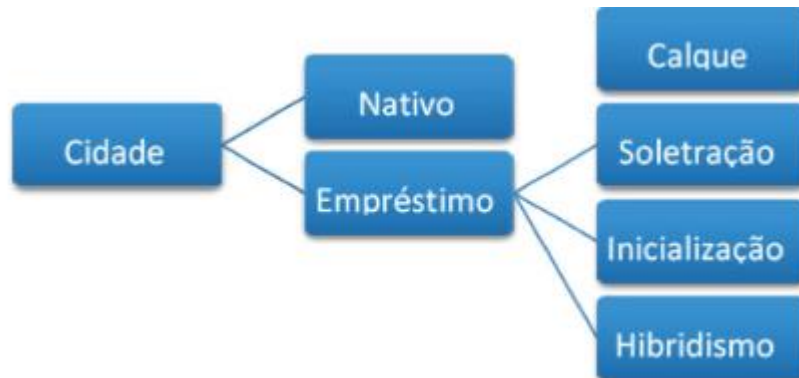 Cidade
Nativo
Empréstimo
Calque
Soletração
Inicialização
Hibridismo